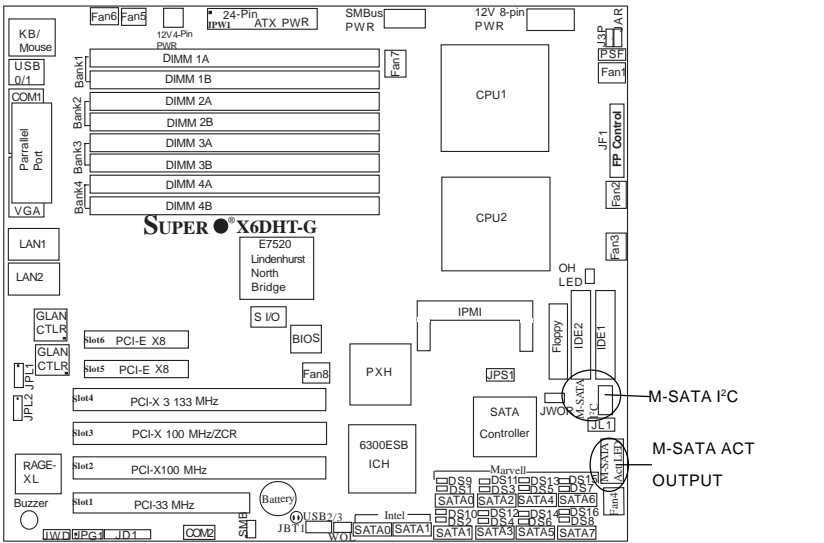 Fan6
Fan5
12V 4-Pin
PWR
24-Pin
JPW1
ATX PWR
SMBus
PWR
12V 8-pin
PWR
JAR
J3P
PSF
Fan1
KB/
Mouse
USB
0/1
COM1
Parrallel
Port
VGA
LAN1
LAN2
Bank1
DIMM 1A
DIMM 1B
Bank2
DIMM 2A
DIMM 2B
Bank3
DIMM 3A
DIMM 3B
Bank4
DIMM 4A
DIMM 4B
Fan7
CPU1
CPU2
JF1
FP Control
Fan2
Fan3
SUPER ●® X6DHT-G
E7520
Lindenhurst
North
Bridge
OH
LED
S I/O
BIOS
IPMI
Floppy
IDE2
IDE1
GLAN
CTLR
GLAN
CTLR
JPL1
JPL2
Slot6 PCI-E X8
Slot5 PCI-E X8
Fan8
PXH
JPS1
Slot4 PCI-X 3 133 MHz
Slot3 PCI-X 100 MHz/ZCR
Slot2 PCI-X100 MHz
Slot1 PCI-33 MHz
SATA
Controller
JWOR
M-SATA
I²C
JL1
M-SATA I²C
M-SATA
Act LED
Fan4
M-SATA ACT
OUTPUT
6300ESB
ICH
RAGE-
XL
Buzzer
Battery
Marvell
DS9 DS11 DS13 DS15
DS1 DS3 DS5 DS7
SATA0 SATA2 SATA4 SATA6
DS10 DS12 DS14 DS16
DS2 DS4 DS6 DS8
SATA1 SATA3 SATA5 SATA7
Intel
SATA0 SATA1
USB2/3
JBT1
WOL
SMB
COM2
JWD
JPG1
JD1